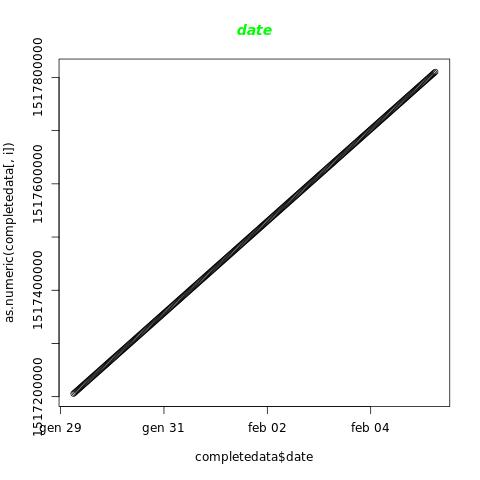 date
as.numeric(completedata[, i])
1517800000
1517600000
1517400000
1517200000
gen 29
gen 31
feb 02
feb 04
completedata$date